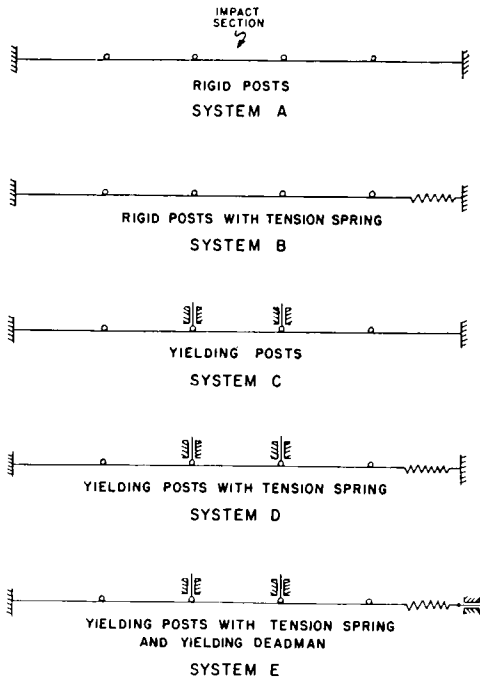 IMPACT
SECTION
RIGID POSTS
SYSTEM A
RIGID POSTS WITH TENSION SPRING
SYSTEM B
YIELDING POSTS
SYSTEM C
YIELDING POSTS WITH TENSION SPRING
SYSTEM D
YIELDING POSTS WITH TENSION SPRING
AND YIELDING DEADMAN
SYSTEM E